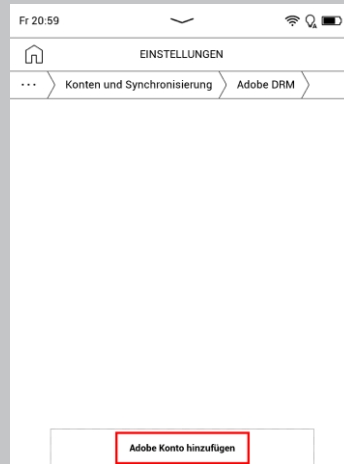 Fr 20:59
EINSTELLUNGEN
... Konten und Synchronisierung Adobe DRM
Adobe Konto hinzufügen